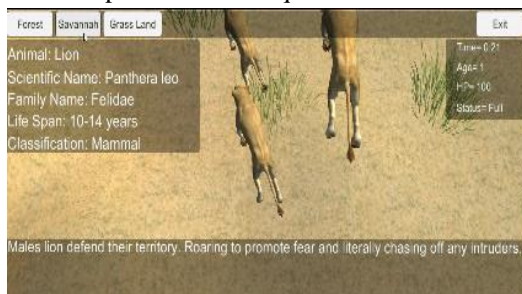 Forest Savannah Grass Land Exit
Animal: Lion
Scientific Name: Panthera leo
Family Name: Felidae
Life Span: 10-14 years
Classification: Mammal
Time= 0.21
Age= 1
HP= 100
Status= Full
Males lion defend their territory. Roaring to promote fear and literally chasing off any intruders.